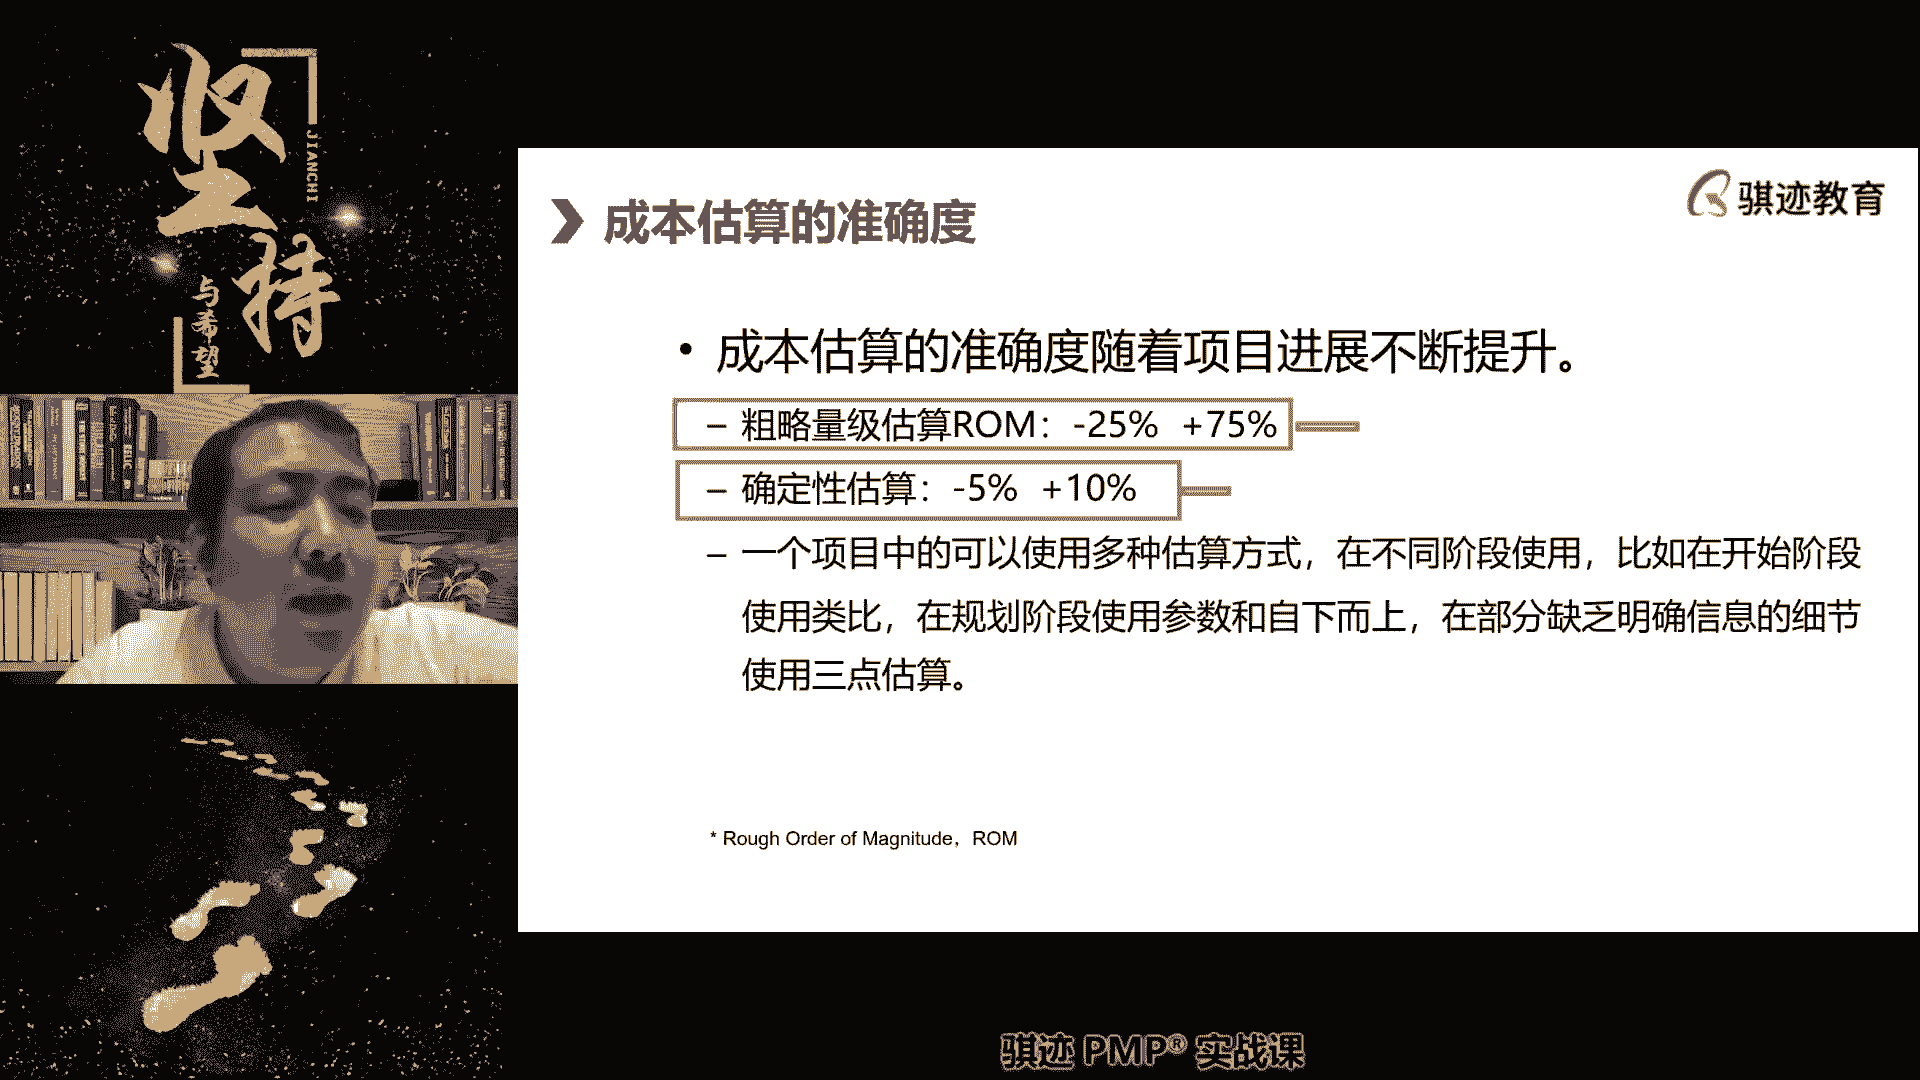 坚持
JIANCHI
与希望
骐迹教育
成本估算的准确度
• 成本估算的准确度随着项目进展不断提升。
– 粗略量级估算ROM：-25% +75%
– 确定性估算：-5% +10%
– 一个项目中的可以使用多种估算方式，在不同阶段使用，比如在开始阶段
使用类比，在规划阶段使用参数和自下而上，在部分缺乏明确信息的细节
使用三点估算。
* Rough Order of Magnitude，ROM
骐迹 PMP® 实战课